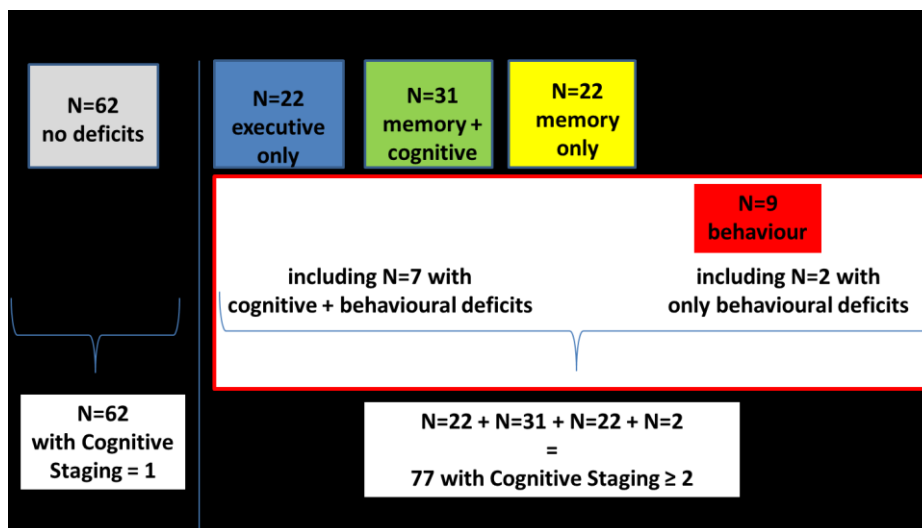 N=62
no deficits
N=22
executive
only
N=31
memory +
cognitive
N=22
memory
only
N=9
behaviour
including N=7 with
cognitive + behavioural deficits
including N=2 with
only behavioural deficits
N=62
with Cognitive
Staging = 1
N=22 + N=31 + N=22 + N=2
=
77 with Cognitive Staging ≥ 2